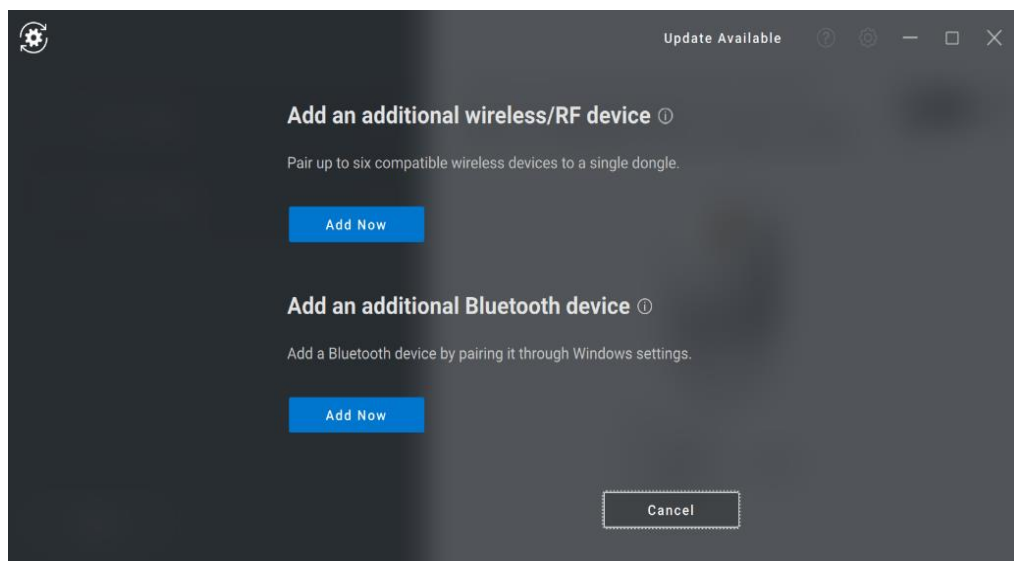 Update Available
Add an additional wireless/RF device
Pair up to six compatible wireless devices to a single dongle.
Add Now
Add an additional Bluetooth device
Add a Bluetooth device by pairing it through Windows settings.
Add Now
Cancel